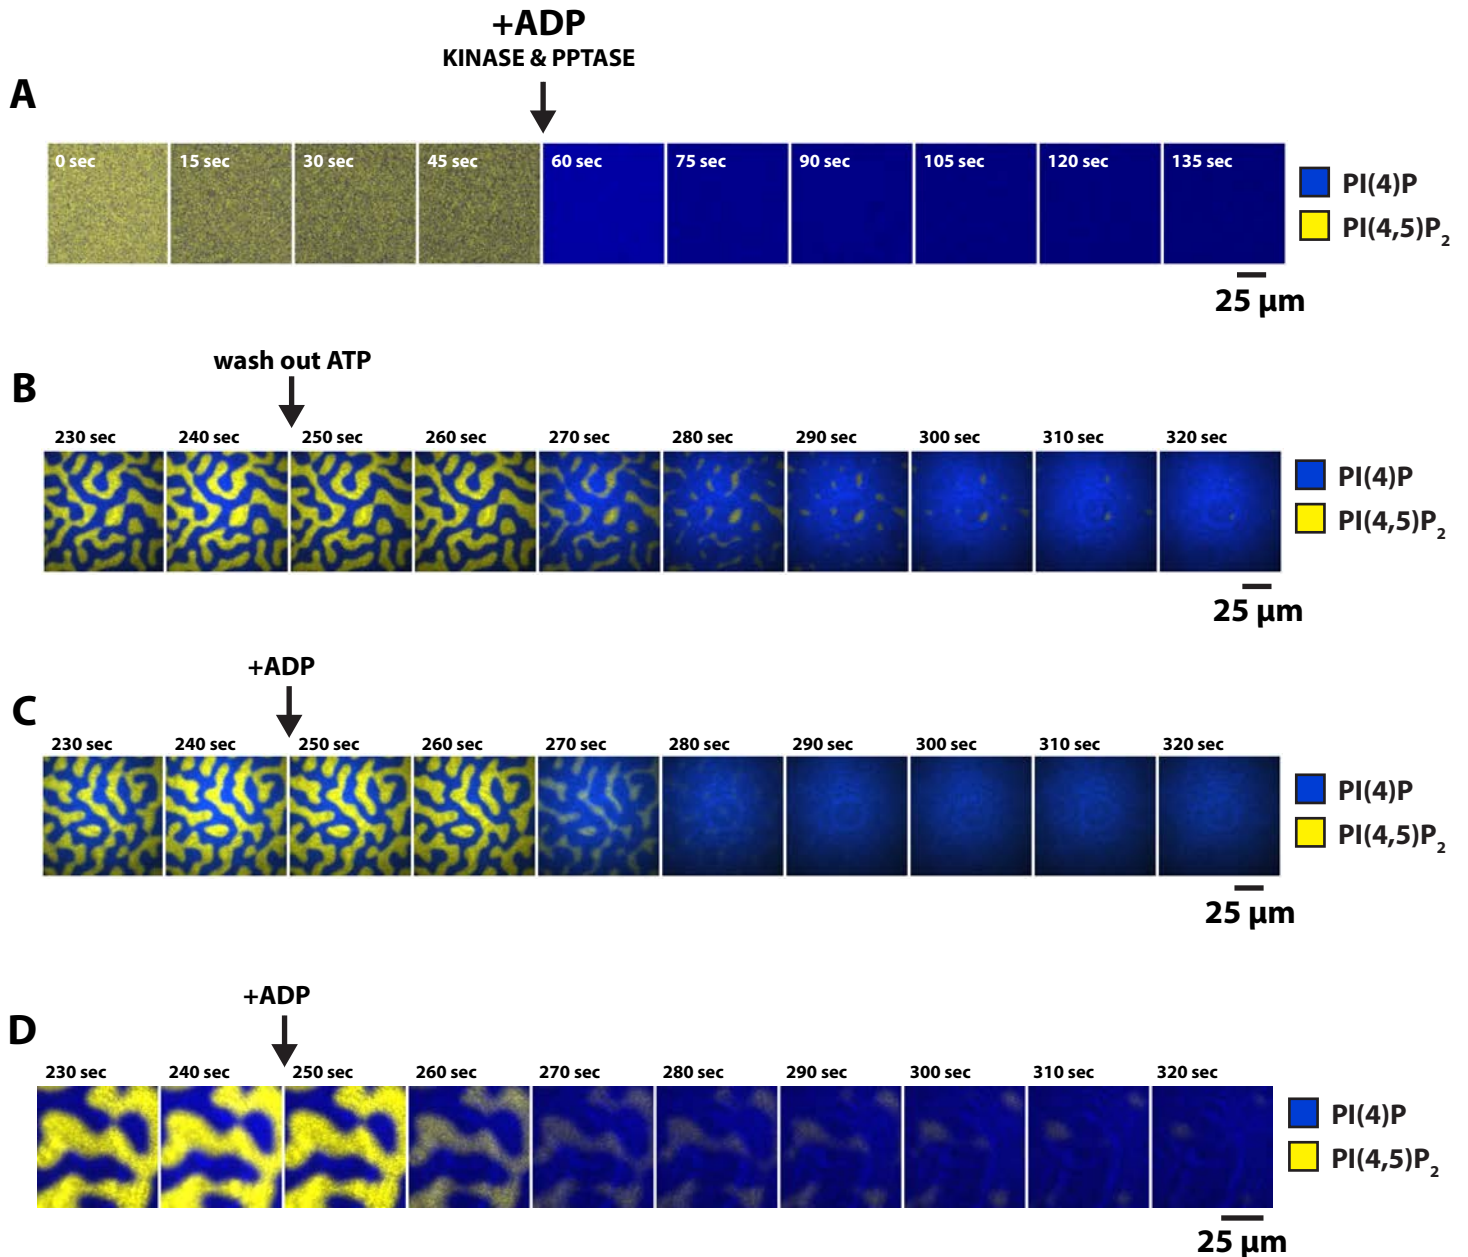 +ADP
KINASE & PPTASE
A
0 sec 15 sec 30 sec 45 sec 60 sec 75 sec 90 sec 105 sec 120 sec 135 sec
PI(4)P
PI(4,5)P2
25 µm
wash out ATP
B
230 sec 240 sec 250 sec 260 sec 270 sec 280 sec 290 sec 300 sec 310 sec 320 sec
PI(4)P
PI(4,5)P2
25 µm
+ADP
C
230 sec 240 sec 250 sec 260 sec 270 sec 280 sec 290 sec 300 sec 310 sec 320 sec
PI(4)P
PI(4,5)P2
25 µm
+ADP
D
230 sec 240 sec 250 sec 260 sec 270 sec 280 sec 290 sec 300 sec 310 sec 320 sec
PI(4)P
PI(4,5)P2
25 µm